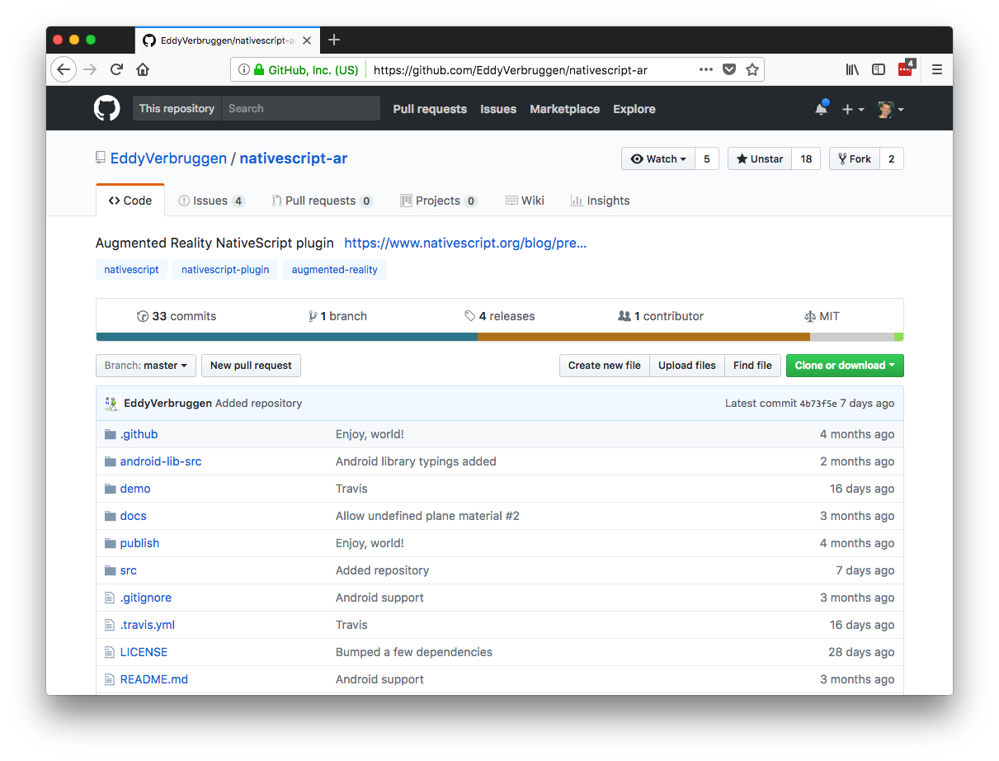 EddyVerbruggen/nativescript-a
GitHub, Inc. (US) https://github.com/EddyVerbruggen/nativescript-ar 4
This repository Search Pull requests Issues Marketplace Explore
EddyVerbruggen / nativescript-ar Watch 5 Unstar 18 Fork 2
Code Issues 4 Pull requests 0 Projects 0 Wiki Insights
Augmented Reality NativeScript plugin https://www.nativescript.org/blog/pre...
nativescript nativescript-plugin augmented-reality
33 commits 1 branch 4 releases 1 contributor MIT
Branch: master New pull request Create new file Upload files Find file Clone or download
EddyVerbruggen Added repository Latest commit 4b73f5e 7 days ago
.github Enjoy, world! 4 months ago
android-lib-src Android library typings added 2 months ago
demo Travis 16 days ago
docs Allow undefined plane material #2 3 months ago
publish Enjoy, world! 4 months ago
src Added repository 7 days ago
.gitignore Android support 3 months ago
.travis.yml Travis 16 days ago
LICENSE Bumped a few dependencies 28 days ago
README.md Android support 3 months ago